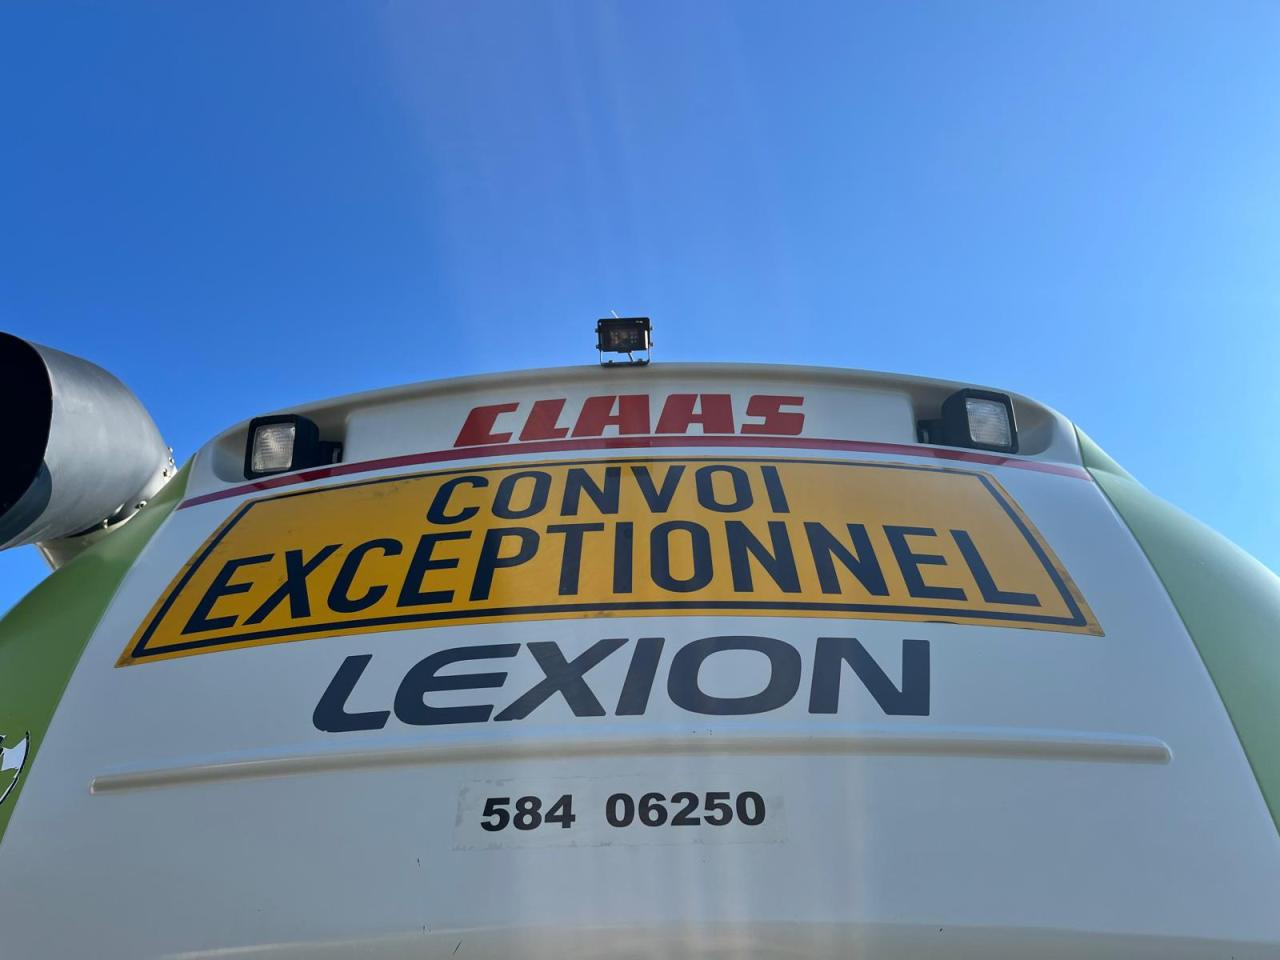 CLAAS
CONVOI
EXCEPTIONNEL
LEXION
584 06250